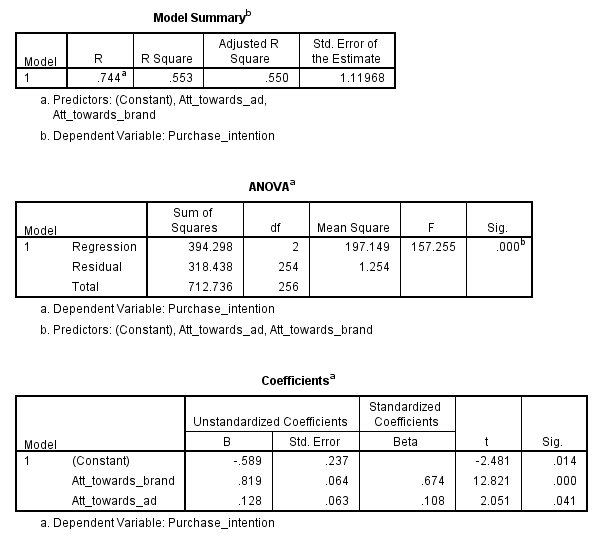 Model Summaryb
Model R R Square Adjusted R Square Std. Error of the Estimate
1 .744a .553 .550 1.11968
a. Predictors: (Constant), Att_towards_ad,
Att_towards_brand
b. Dependent Variable: Purchase_intention
ANOVAa
Model Sum of Squares df Mean Square F Sig.
1 Regression 394.298 2 197.149 157.255 .000b
Residual 318.438 254 1.254
Total 712.736 256
a. Dependent Variable: Purchase_intention
b. Predictors: (Constant), Att_towards_ad, Att_towards_brand
Coefficientsa
Unstandardized Coefficients Standardized Coefficients
Model B Std. Error Beta t Sig.
1 (Constant) -.589 .237 -2.481 .014
Att_towards_brand .819 .064 .674 12.821 .000
Att_towards_ad .128 .063 .108 2.051 .041
a. Dependent Variable: Purchase_intention